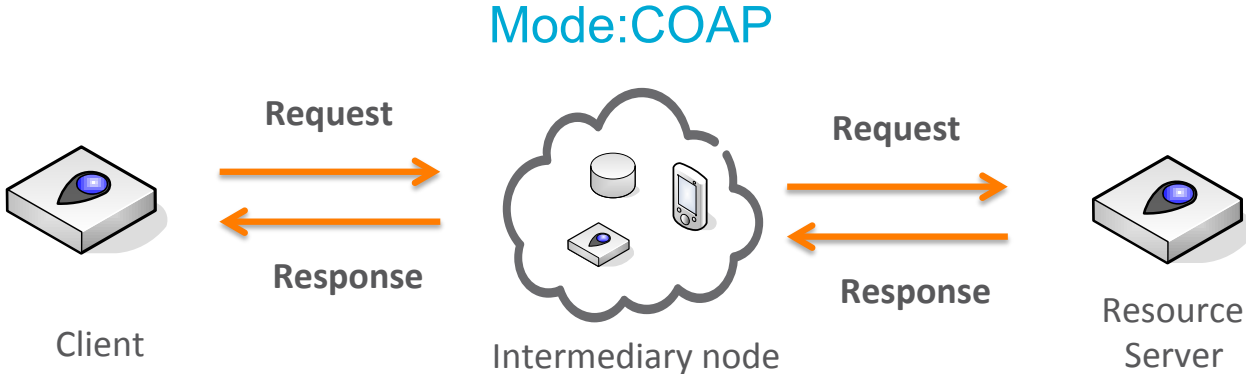 Mode:COAP
Request
Request
Response
Response
Client
Intermediary node
Resource
Server